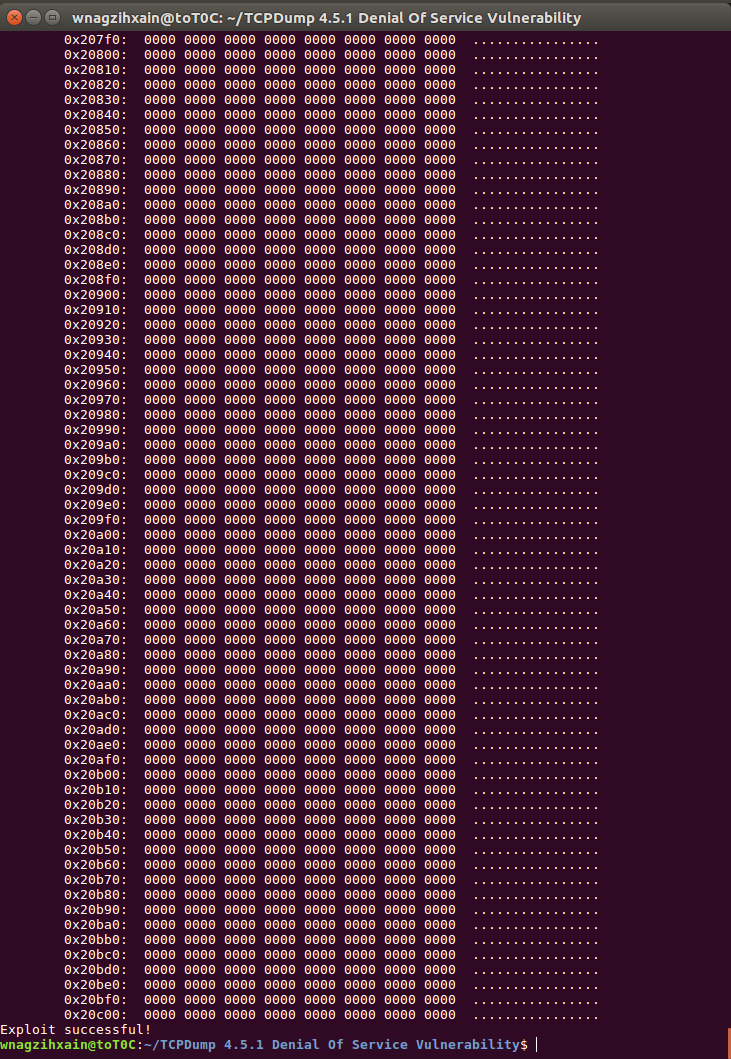 wnagzihxain@toT0C: ~/TCPDump 4.5.1 Denial Of Service Vulnerability
0x207f0: 0000 0000 0000 0000 0000 0000 0000 0000 ................
0x20800: 0000 0000 0000 0000 0000 0000 0000 0000 ................
0x20810: 0000 0000 0000 0000 0000 0000 0000 0000 ................
0x20820: 0000 0000 0000 0000 0000 0000 0000 0000 ................
0x20830: 0000 0000 0000 0000 0000 0000 0000 0000 ................
0x20840: 0000 0000 0000 0000 0000 0000 0000 0000 ................
0x20850: 0000 0000 0000 0000 0000 0000 0000 0000 ................
0x20860: 0000 0000 0000 0000 0000 0000 0000 0000 ................
0x20870: 0000 0000 0000 0000 0000 0000 0000 0000 ................
0x20880: 0000 0000 0000 0000 0000 0000 0000 0000 ................
0x20890: 0000 0000 0000 0000 0000 0000 0000 0000 ................
0x208a0: 0000 0000 0000 0000 0000 0000 0000 0000 ................
0x208b0: 0000 0000 0000 0000 0000 0000 0000 0000 ................
0x208c0: 0000 0000 0000 0000 0000 0000 0000 0000 ................
0x208d0: 0000 0000 0000 0000 0000 0000 0000 0000 ................
0x208e0: 0000 0000 0000 0000 0000 0000 0000 0000 ................
0x208f0: 0000 0000 0000 0000 0000 0000 0000 0000 ................
0x20900: 0000 0000 0000 0000 0000 0000 0000 0000 ................
0x20910: 0000 0000 0000 0000 0000 0000 0000 0000 ................
0x20920: 0000 0000 0000 0000 0000 0000 0000 0000 ................
0x20930: 0000 0000 0000 0000 0000 0000 0000 0000 ................
0x20940: 0000 0000 0000 0000 0000 0000 0000 0000 ................
0x20950: 0000 0000 0000 0000 0000 0000 0000 0000 ................
0x20960: 0000 0000 0000 0000 0000 0000 0000 0000 ................
0x20970: 0000 0000 0000 0000 0000 0000 0000 0000 ................
0x20980: 0000 0000 0000 0000 0000 0000 0000 0000 ................
0x20990: 0000 0000 0000 0000 0000 0000 0000 0000 ................
0x209a0: 0000 0000 0000 0000 0000 0000 0000 0000 ................
0x209b0: 0000 0000 0000 0000 0000 0000 0000 0000 ................
0x209c0: 0000 0000 0000 0000 0000 0000 0000 0000 ................
0x209d0: 0000 0000 0000 0000 0000 0000 0000 0000 ................
0x209e0: 0000 0000 0000 0000 0000 0000 0000 0000 ................
0x209f0: 0000 0000 0000 0000 0000 0000 0000 0000 ................
0x20a00: 0000 0000 0000 0000 0000 0000 0000 0000 ................
0x20a10: 0000 0000 0000 0000 0000 0000 0000 0000 ................
0x20a20: 0000 0000 0000 0000 0000 0000 0000 0000 ................
0x20a30: 0000 0000 0000 0000 0000 0000 0000 0000 ................
0x20a40: 0000 0000 0000 0000 0000 0000 0000 0000 ................
0x20a50: 0000 0000 0000 0000 0000 0000 0000 0000 ................
0x20a60: 0000 0000 0000 0000 0000 0000 0000 0000 ................
0x20a70: 0000 0000 0000 0000 0000 0000 0000 0000 ................
0x20a80: 0000 0000 0000 0000 0000 0000 0000 0000 ................
0x20a90: 0000 0000 0000 0000 0000 0000 0000 0000 ................
0x20aa0: 0000 0000 0000 0000 0000 0000 0000 0000 ................
0x20ab0: 0000 0000 0000 0000 0000 0000 0000 0000 ................
0x20ac0: 0000 0000 0000 0000 0000 0000 0000 0000 ................
0x20ad0: 0000 0000 0000 0000 0000 0000 0000 0000 ................
0x20ae0: 0000 0000 0000 0000 0000 0000 0000 0000 ................
0x20af0: 0000 0000 0000 0000 0000 0000 0000 0000 ................
0x20b00: 0000 0000 0000 0000 0000 0000 0000 0000 ................
0x20b10: 0000 0000 0000 0000 0000 0000 0000 0000 ................
0x20b20: 0000 0000 0000 0000 0000 0000 0000 0000 ................
0x20b30: 0000 0000 0000 0000 0000 0000 0000 0000 ................
0x20b40: 0000 0000 0000 0000 0000 0000 0000 0000 ................
0x20b50: 0000 0000 0000 0000 0000 0000 0000 0000 ................
0x20b60: 0000 0000 0000 0000 0000 0000 0000 0000 ................
0x20b70: 0000 0000 0000 0000 0000 0000 0000 0000 ................
0x20b80: 0000 0000 0000 0000 0000 0000 0000 0000 ................
0x20b90: 0000 0000 0000 0000 0000 0000 0000 0000 ................
0x20ba0: 0000 0000 0000 0000 0000 0000 0000 0000 ................
0x20bb0: 0000 0000 0000 0000 0000 0000 0000 0000 ................
0x20bc0: 0000 0000 0000 0000 0000 0000 0000 0000 ................
0x20bd0: 0000 0000 0000 0000 0000 0000 0000 0000 ................
0x20be0: 0000 0000 0000 0000 0000 0000 0000 0000 ................
0x20bf0: 0000 0000 0000 0000 0000 0000 0000 0000 ................
0x20c00: 0000 0000 0000 0000 0000 0000 0000 0000 ................
Exploit successful!
wnagzihxain@toT0C:~/TCPDump 4.5.1 Denial Of Service Vulnerability$